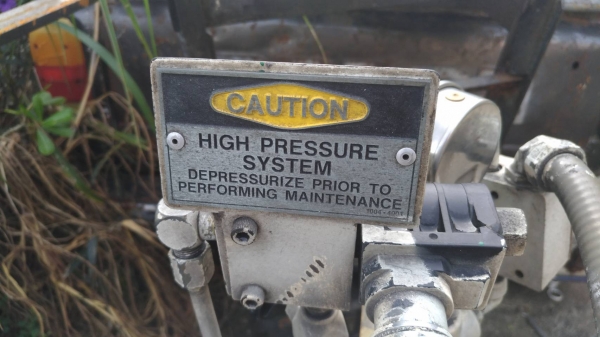 CAUTION
HIGH PRESSURE
SYSTEM
DEPRESSURIZE PRIOR TO
PERFORMING MAINTENANCE